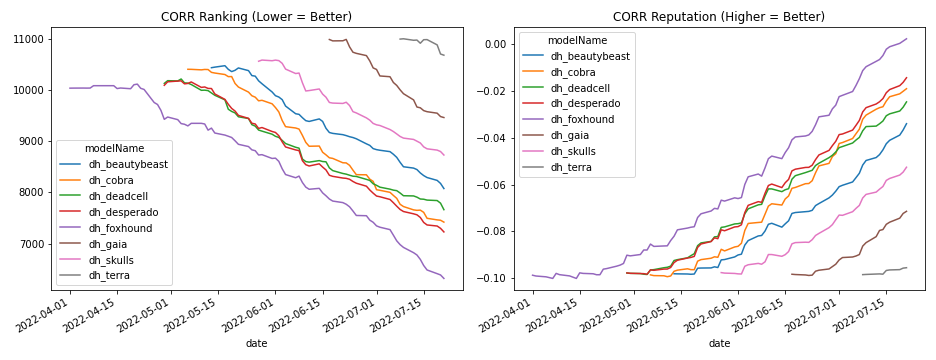 CORR Ranking (Lower = Better)
11000
10000
9000
8000
7000
modelName
dh_beautybeast
dh_cobra
dh_deadcell
dh_desperado
dh_foxhound
dh_gaia
dh_skulls
dh_terra
2022-04-01
2022-04-15
2022-05-01
2022-05-15
2022-06-01
2022-06-15
2022-07-01
2022-07-15
date
CORR Reputation (Higher = Better)
0.00
−0.02
−0.04
−0.06
−0.08
−0.10
modelName
dh_beautybeast
dh_cobra
dh_deadcell
dh_desperado
dh_foxhound
dh_gaia
dh_skulls
dh_terra
2022-04-01
2022-04-15
2022-05-01
2022-05-15
2022-06-01
2022-06-15
2022-07-01
2022-07-15
date